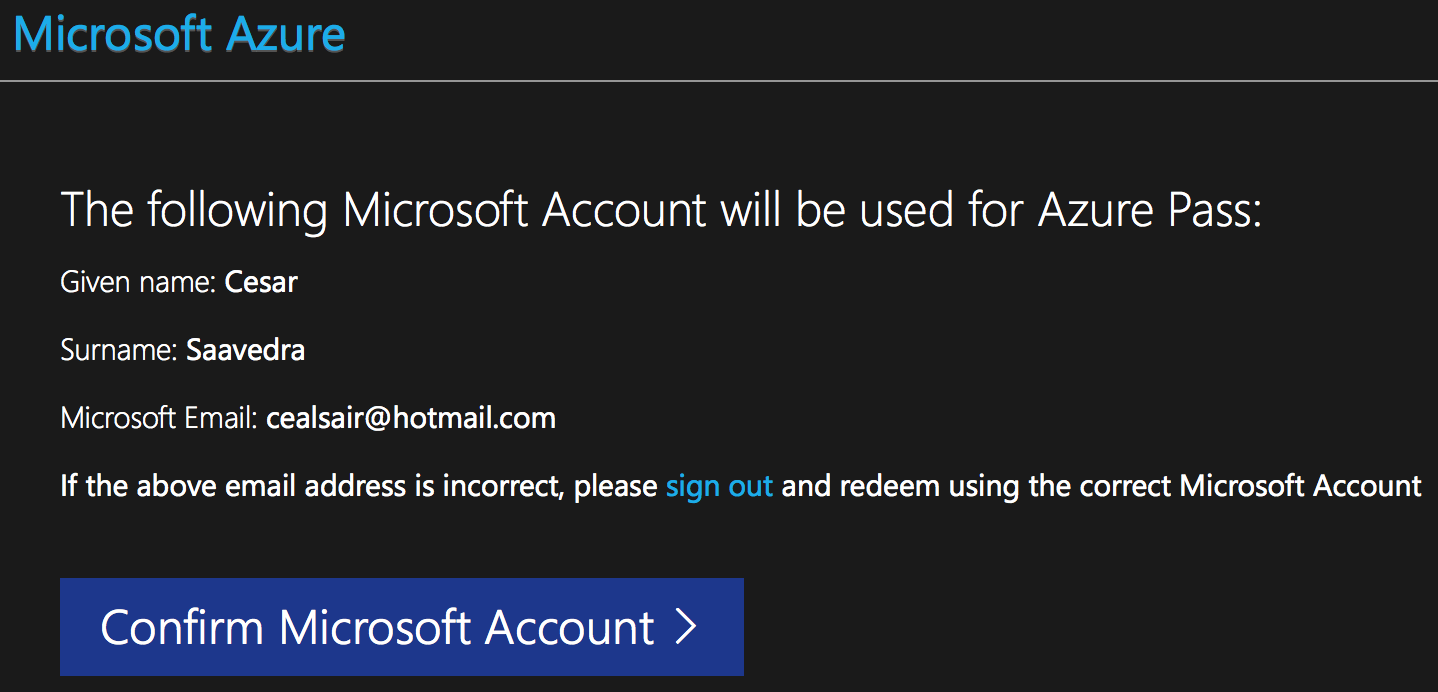 Microsoft Azure
The following Microsoft Account will be used for Azure Pass:
Given name: Cesar
Surname: Saavedra
Microsoft Email: cealsair@hotmail.com
If the above email address is incorrect, please sign out and redeem using the correct Microsoft Account
Confirm Microsoft Account